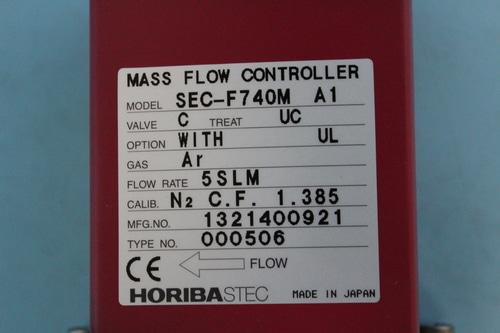 MASS FLOW CONTROLLER
MODEL SEC-F740M A1
VALVE C TREAT UC
OPTION WITH UL
GAS Ar
FLOW RATE 5SLM
CALIB. N2 C.F. 1.385
MFG.NO. 1321400921
TYPE NO. 000506
CE FLOW
HORIBASTEC MADE IN JAPAN